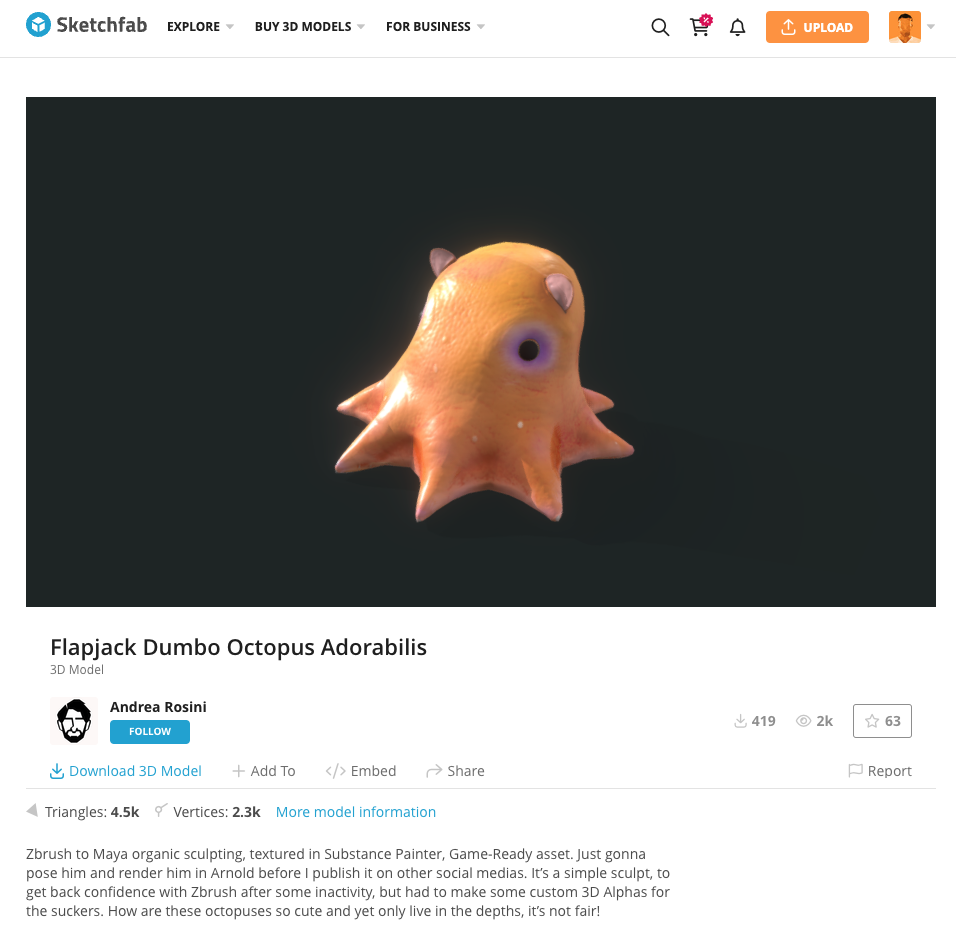 Sketchfab EXPLORE BUY 3D MODELS FOR BUSINESS UPLOAD
Flapjack Dumbo Octopus Adorabilis
3D Model
Andrea Rosini
FOLLOW
419 2k 63
Download 3D Model Add To Embed Share Report
Triangles: 4.5k Vertices: 2.3k More model information
Zbrush to Maya organic sculpting, textured in Substance Painter, Game-Ready asset. Just gonna
pose him and render him in Arnold before I publish it on other social medias. It’s a simple sculpt, to
get back confidence with Zbrush after some inactivity, but had to make some custom 3D Alphas for
the suckers. How are these octopuses so cute and yet only live in the depths, it’s not fair!